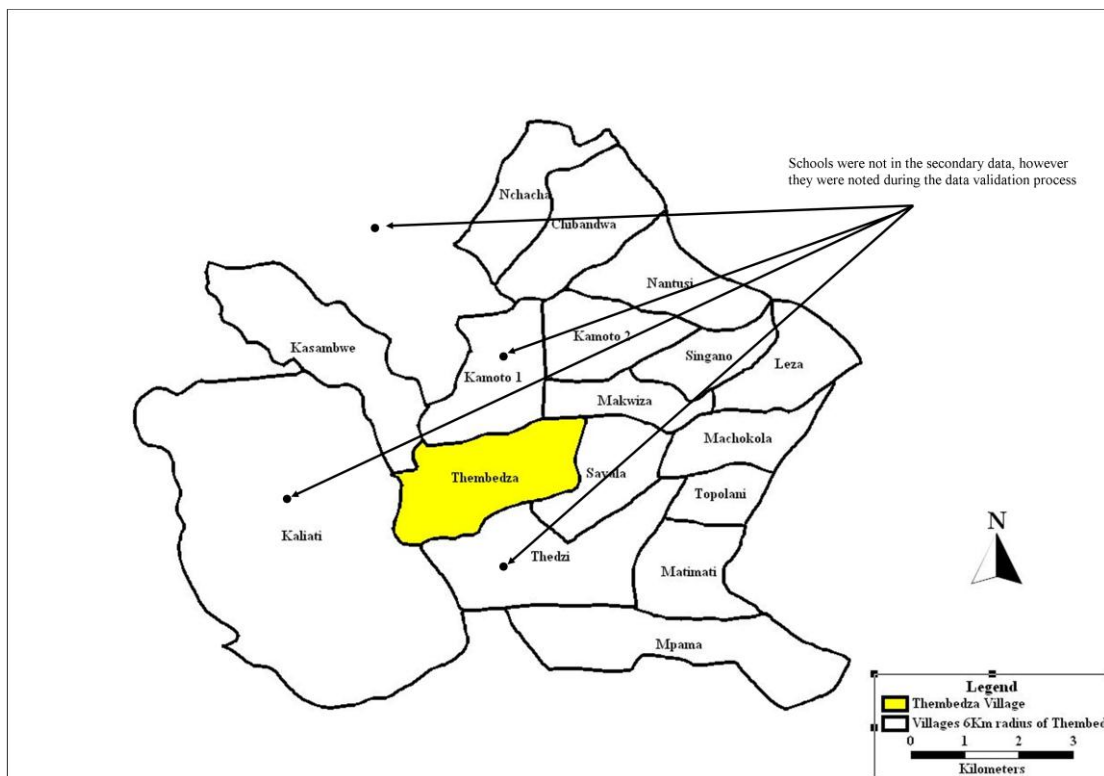 Schools were not in the secondary data, however
they were noted during the data validation process
Nchacha
Clubandwa
Nantusi
Kasambwe
Kamoto 2
Singano
Leza
Kamoto 1
Makwiza
Machokola
Thembedza
Savala
Topolani
Kaliati
Thedzi
Matimati
Mpama
N
Legend
Thembedza Village
Villages 6Km radius of Thembed
0 1 2 3
Kilometers